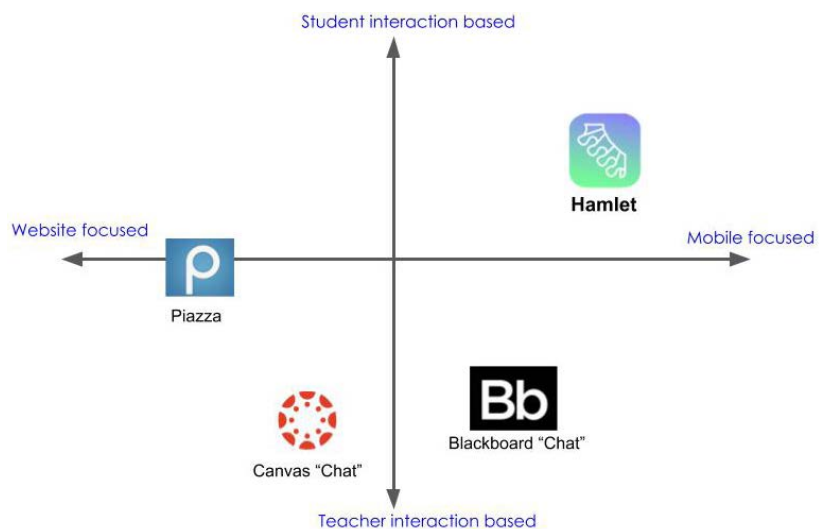 Student interaction based
Hamlet
Website focused
Mobile focused
Piazza
Bb
Blackboard “Chat”
Canvas “Chat”
Teacher interaction based